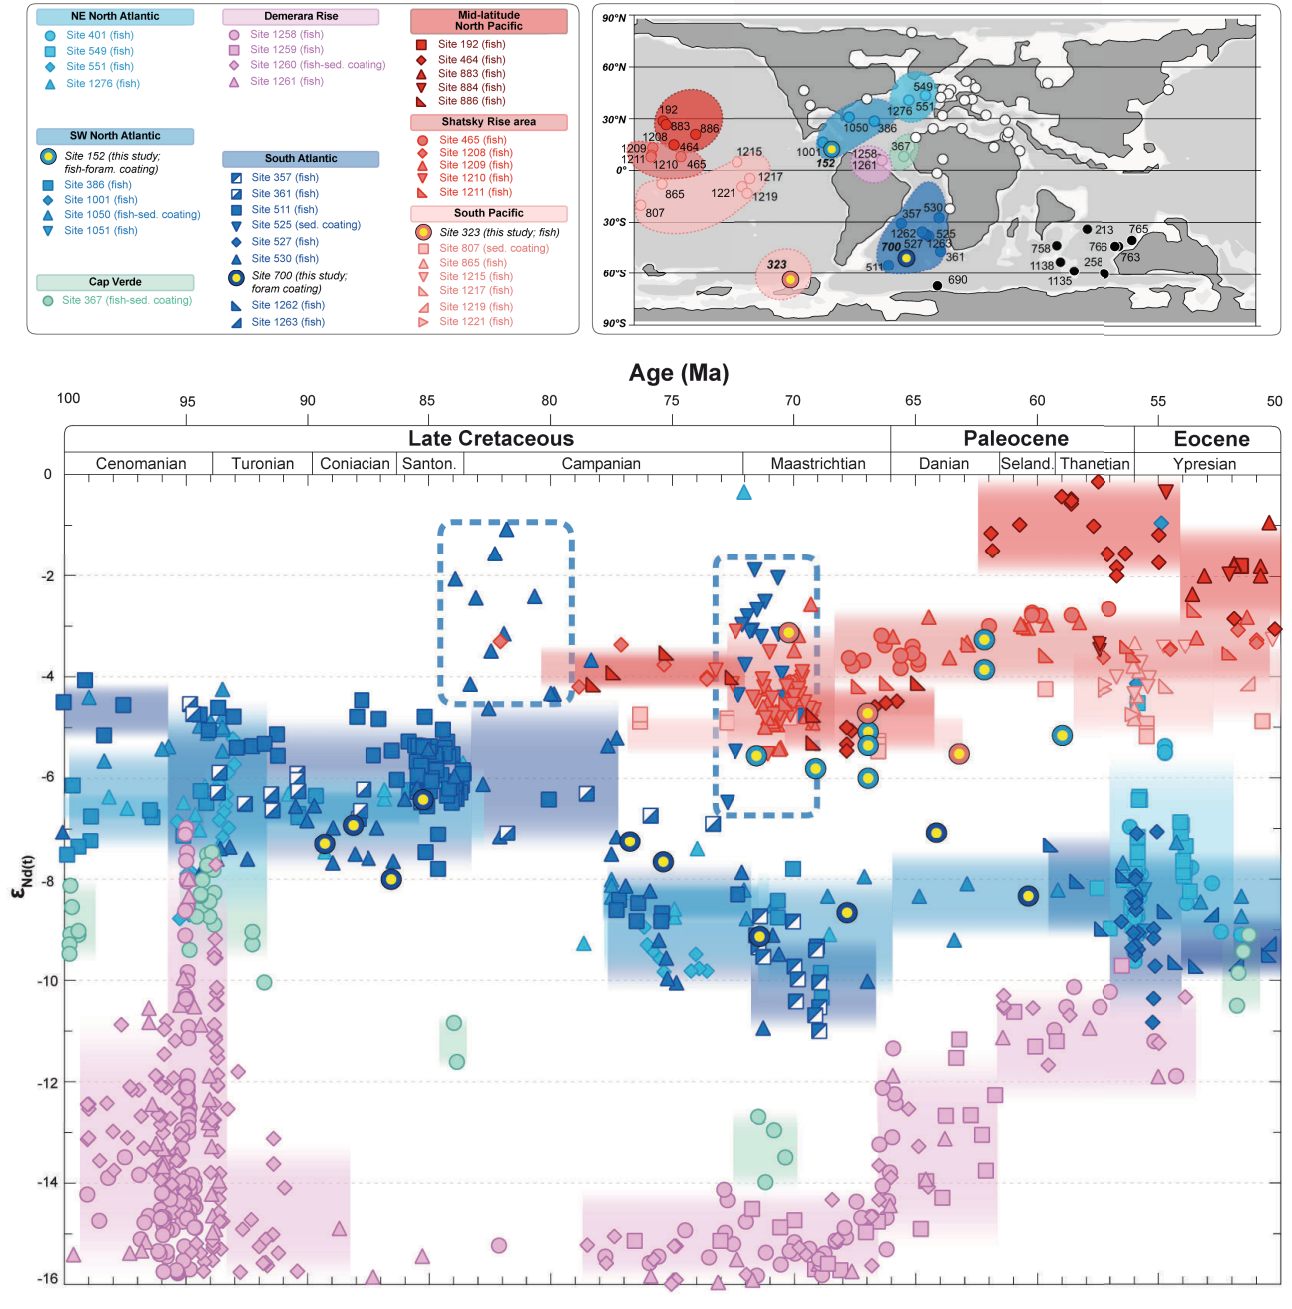 NE North Atlantic
Site 401 (fish)
Site 549 (fish)
Site 551 (fish)
Site 1276 (fish)
SW North Atlantic
Site 152 (this study;
fish-foram. coating)
Site 386 (fish)
Site 1001 (fish)
Site 1050 (fish-sed. coating)
Site 1051 (fish)
Cap Verde
Site 367 (fish-sed. coating)
Demerara Rise
Site 1258 (fish)
Site 1259 (fish)
Site 1260 (fish-sed. coating)
Site 1261 (fish)
South Atlantic
Site 357 (fish)
Site 361 (fish)
Site 511 (fish)
Site 525 (sed. coating)
Site 527 (fish)
Site 530 (fish)
Site 700 (this study;
foram coating)
Site 1262 (fish)
Site 1263 (fish)
Mid-latitude
North Pacific
Site 192 (fish)
Site 464 (fish)
Site 883 (fish)
Site 884 (fish)
Site 886 (fish)
Shatsky Rise area
Site 465 (fish)
Site 1208 (fish)
Site 1209 (fish)
Site 1210 (fish)
Site 1211 (fish)
South Pacific
Site 323 (this study; fish)
Site 807 (sed. coating)
Site 865 (fish)
Site 1215 (fish)
Site 1217 (fish)
Site 1219 (fish)
Site 1221 (fish)
90°N
60°N
30°N
0°
30°S
60°S
90°S
192
883
886
1208
1209
464
1211
1210
465
1215
1217
1221
1219
865
807
323
549
551
1276
1050
386
1001
152
367
1258-
1261
357
530
1262
525
700
527
1263
361
511
690
213
765
758
766
763
1138
258
1135
Age (Ma)
100 95 90 85 80 75 70 65 60 55 50
Late Cretaceous Paleocene Eocene
Cenomanian Turonian Coniacian Santon. Campanian Maastrichtian Danian Seland. Thanetian Ypresian
0
-2
-4
-6
-8
-10
-12
-14
-16
εNd(t)